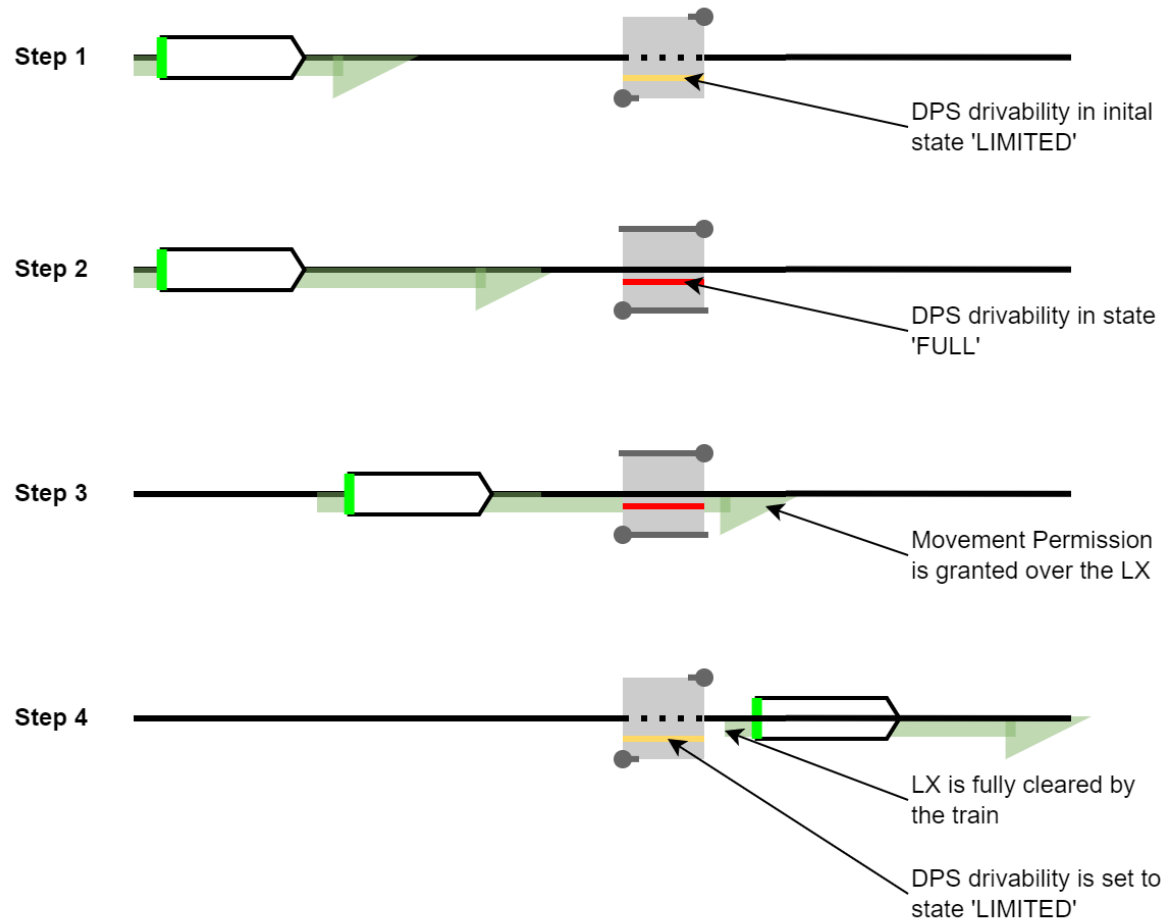 Step 1
DPS drivability in inital
state 'LIMITED'
Step 2
DPS drivability in state
'FULL'
Step 3
Movement Permission
is granted over the LX
Step 4
LX is fully cleared by
the train
DPS drivability is set to
state 'LIMITED'